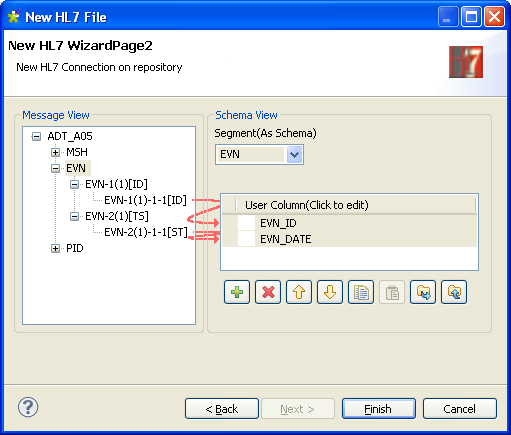 New HL7 File
New HL7 WizardPage2
New HL7 Connection on repository
H7
Message View
ADT_A05
MSH
EVN
EVN-1(1)[ID]
EVN-1(1)-1-1[ID]
EVN-2(1)[TS]
EVN-2(1)-1-1[ST]
PID
Schema View
Segment(As Schema)
EVN
User Column(Click to edit)
EVN_ID
EVN_DATE
?
< Back
Next >
Finish
Cancel